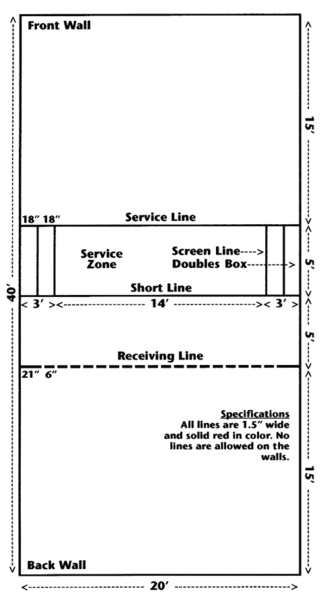 Front Wall
15'
18" 18"
Service Line
Service
Zone
Screen Line
Doubles Box
5'
40'
Short Line
3'
14'
3'
5'
Receiving Line
21" 6"
Specifications
All lines are 1.5" wide
and solid red in color. No
lines are allowed on the
walls.
15'
Back Wall
20'